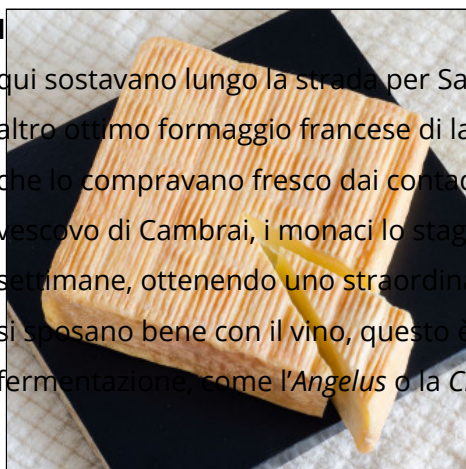 qui sostavano lungo la strada per Sa
altro ottimo formaggio francese di la
che lo compravano fresco dai contad
vescovo di Cambrai, i monaci lo stag
settimane, ottenendo uno straordina
si sposano bene con il vino, questo è
fermentazione, come l'Angelus o la C